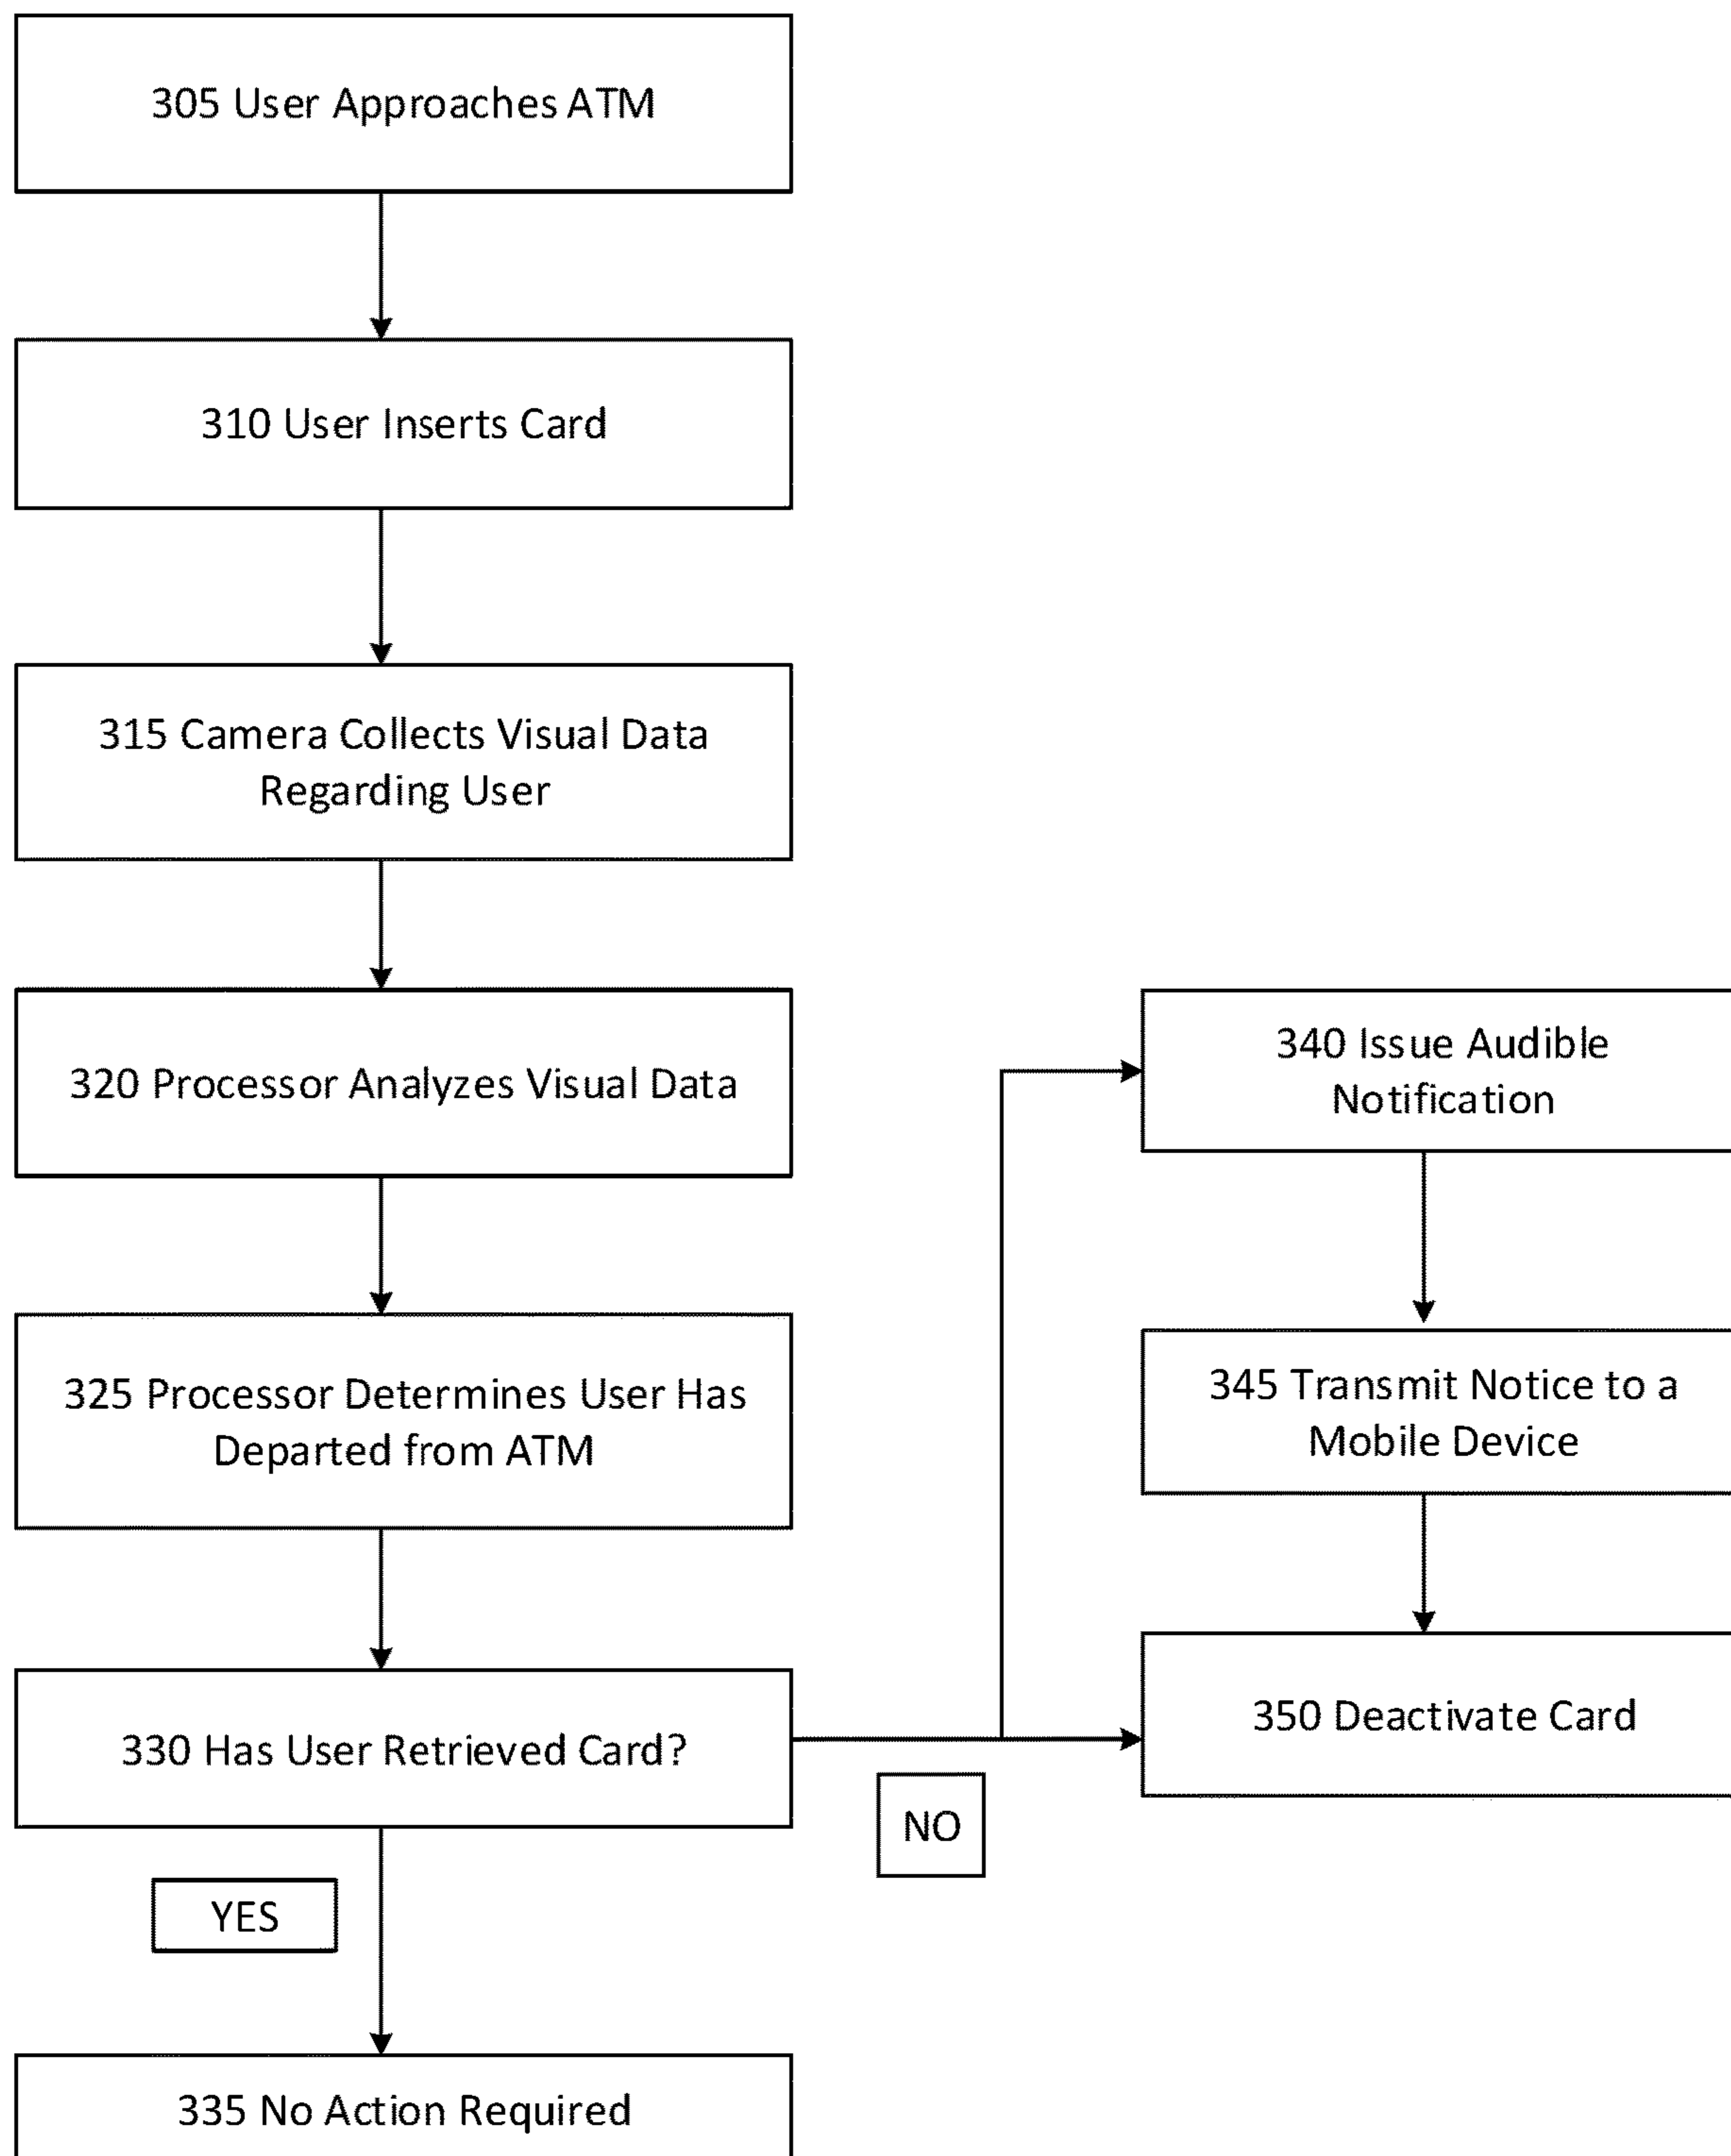 305 User Approaches ATM
310 User Inserts Card
315 Camera Collects Visual Data
Regarding User
320 Processor Analyzes Visual Data
325 Processor Determines User Has
Departed from ATM
330 Has User Retrieved Card?
YES
NO
335 No Action Required
340 Issue Audible
Notification
345 Transmit Notice to a
Mobile Device
350 Deactivate Card